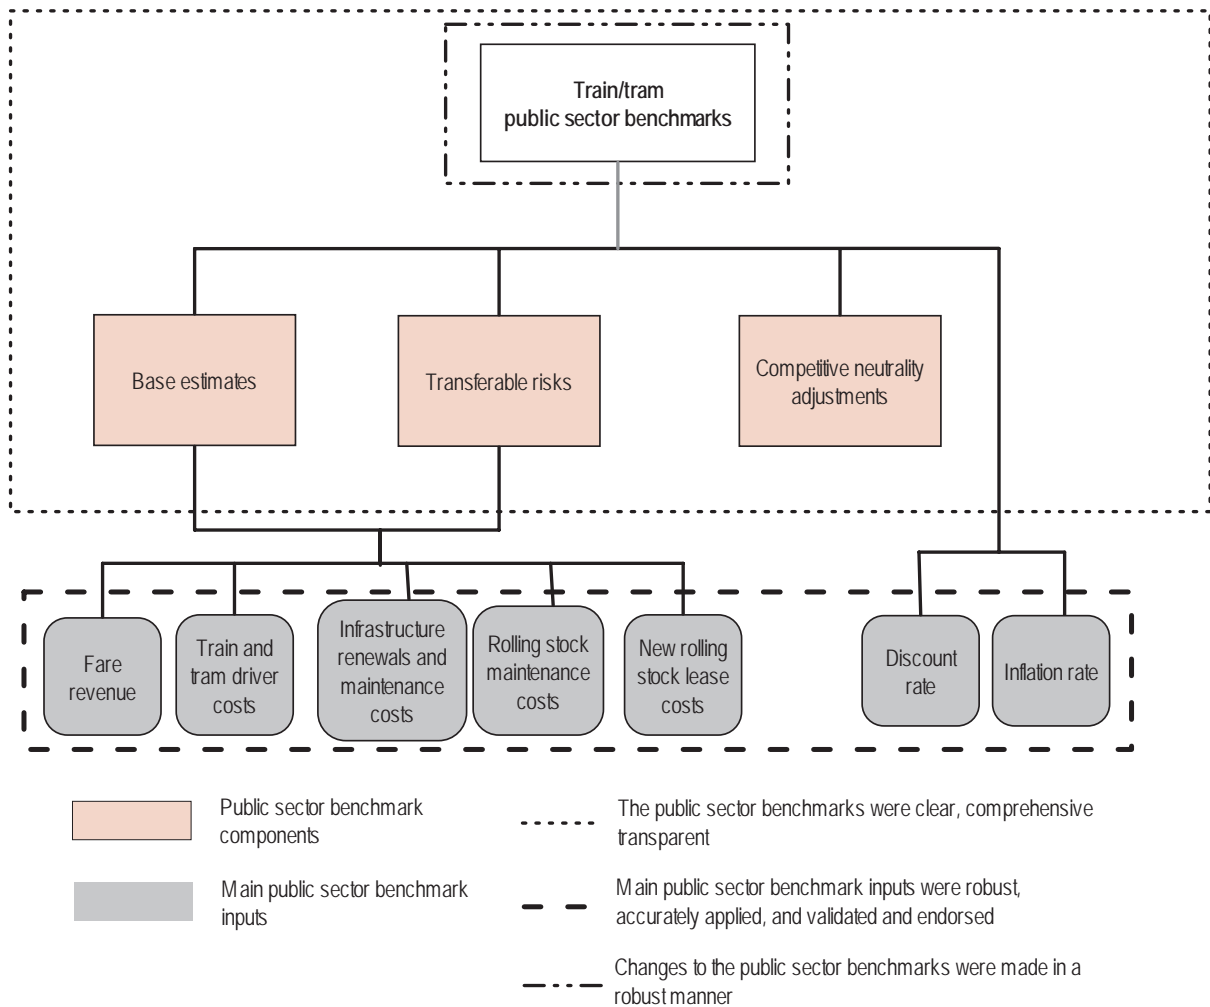 Train/tram
public sector benchmarks
Base estimates
Transferable risks
Competitive neutrality
adjustments
Fare
revenue
Train and
tram driver
costs
Infrastructure
renewals and
maintenance
costs
Rolling stock
maintenance
costs
New rolling
stock lease
costs
Discount
rate
Inflation rate
Public sector benchmark
components
Main public sector benchmark
inputs
The public sector benchmarks were clear, comprehensive
transparent
Main public sector benchmark inputs were robust,
accurately applied, and validated and endorsed
Changes to the public sector benchmarks were made in a
robust manner